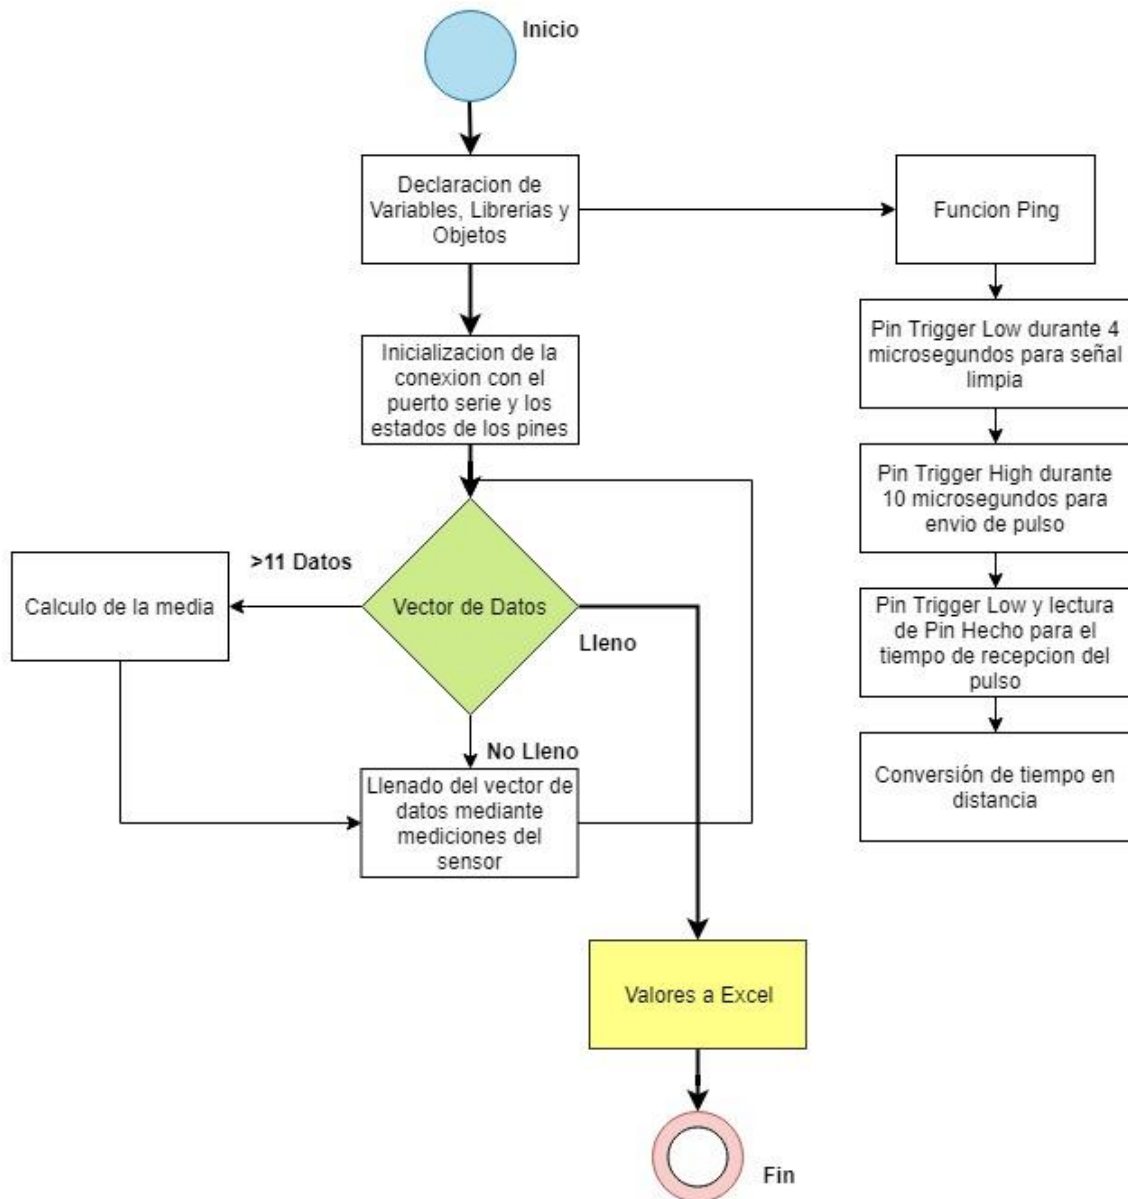 Inicio
Declaracion de
Variables, Librerias y
Objetos
Funcion Ping
Inicializacion de la
conexion con el
puerto serie y los
estados de los pines
Pin Trigger Low durante 4
microsegundos para señal
limpia
Pin Trigger High durante
10 microsegundos para
envio de pulso
>11 Datos
Calculo de la media
Vector de Datos
Lleno
Pin Trigger Low y lectura
de Pin Hecho para el
tiempo de recepcion del
pulso
No Lleno
Llenado del vector de
datos mediante
mediciones del
sensor
Conversión de tiempo en
distancia
Valores a Excel
Fin